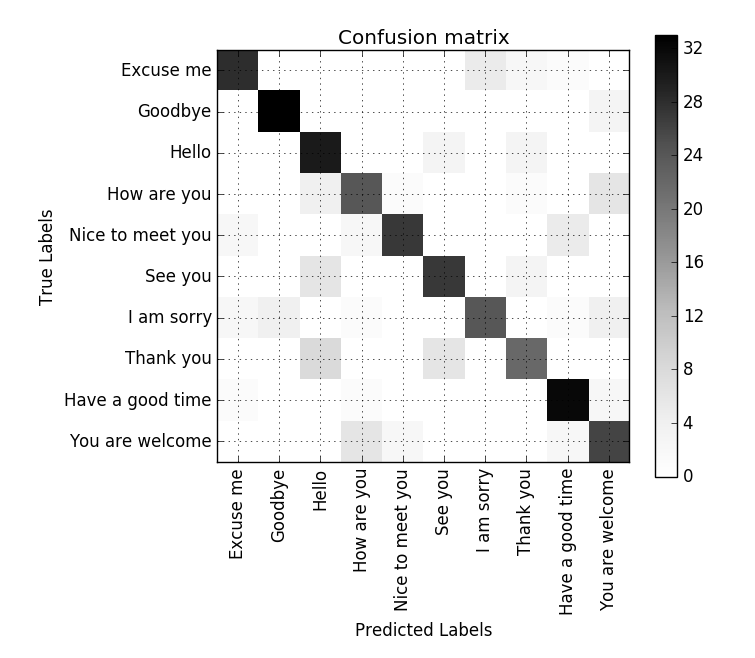 Confusion matrix
True Labels
Excuse me
Goodbye
Hello
How are you
Nice to meet you
See you
I am sorry
Thank you
Have a good time
You are welcome
Excuse me
Goodbye
Hello
How are you
Nice to meet you
See you
I am sorry
Thank you
Have a good time
You are welcome
Predicted Labels
32
28
24
20
16
12
8
4
0